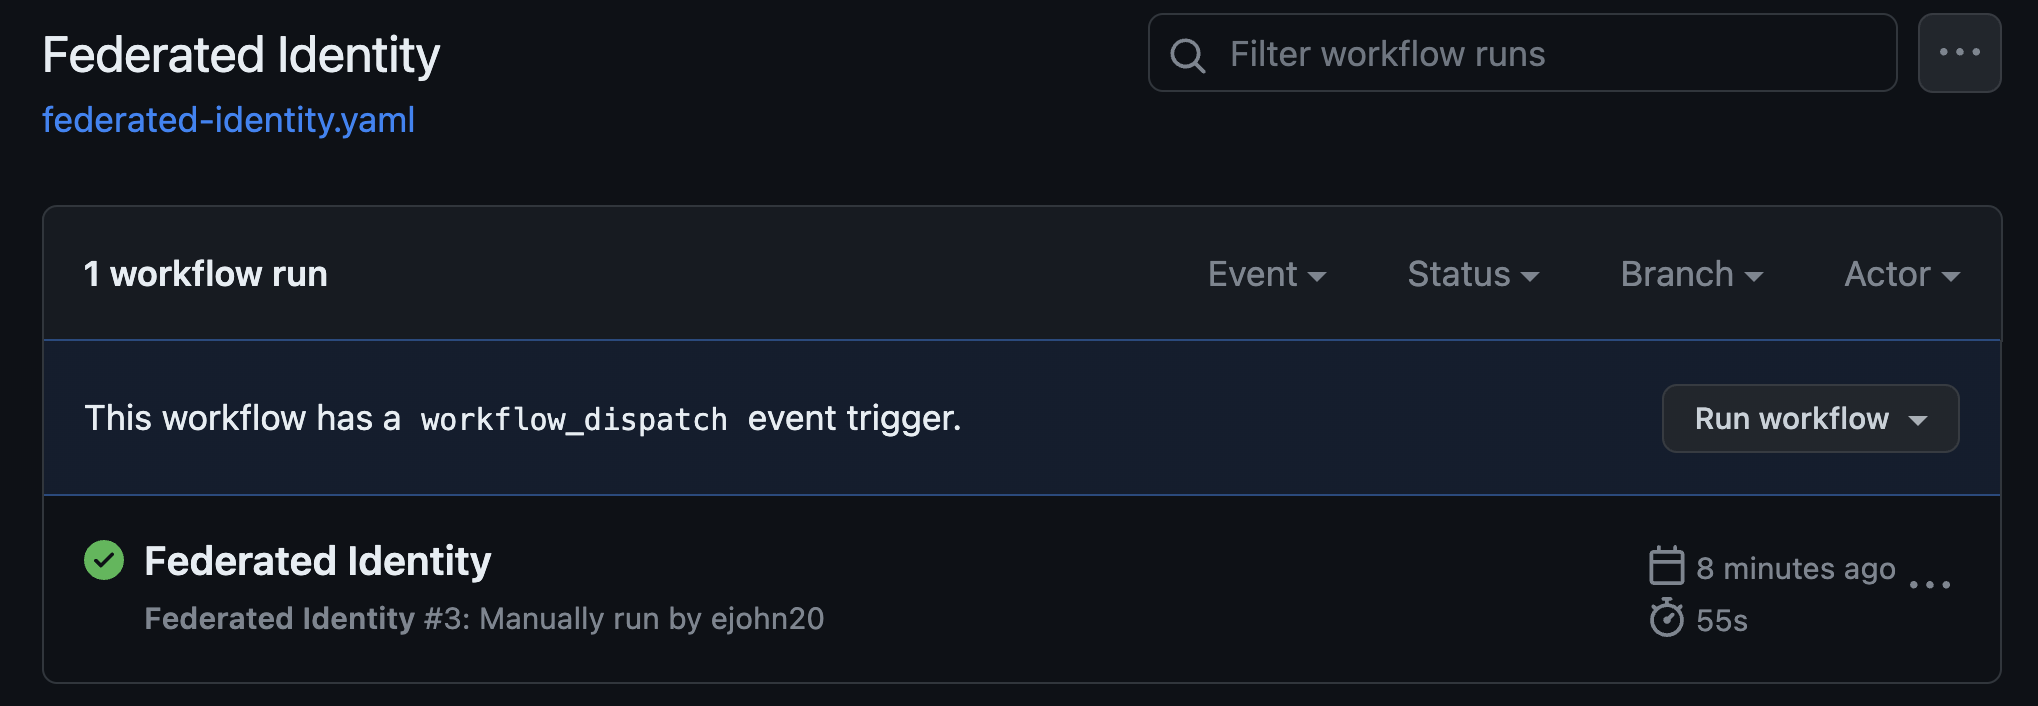 Federated Identity
Filter workflow runs
federated-identity.yaml
1 workflow run
Event
Status
Branch
Actor
This workflow has a workflow_dispatch event trigger.
Run workflow
Federated Identity
8 minutes ago
Federated Identity #3: Manually run by ejohn20
55s